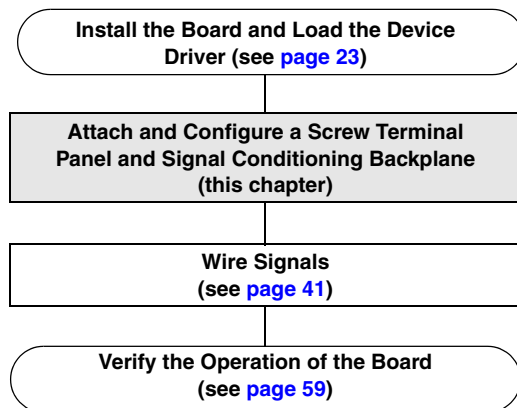 Install the Board and Load the Device
Driver (see page 23)
Attach and Configure a Screw Terminal
Panel and Signal Conditioning Backplane
(this chapter)
Wire Signals
(see page 41)
Verify the Operation of the Board
(see page 59)